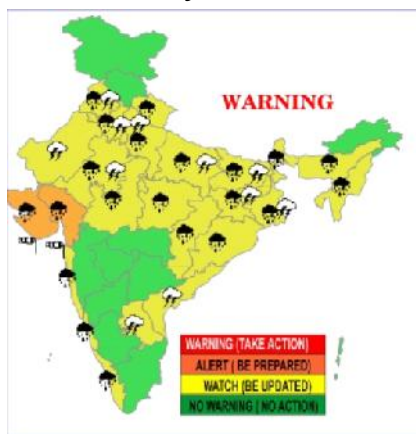 WARNING
WARNING (TAKE ACTION)
ALERT ( BE PREPARED)
WATCH (BE UPDATED)
NO WARNING ( NO ACTION)